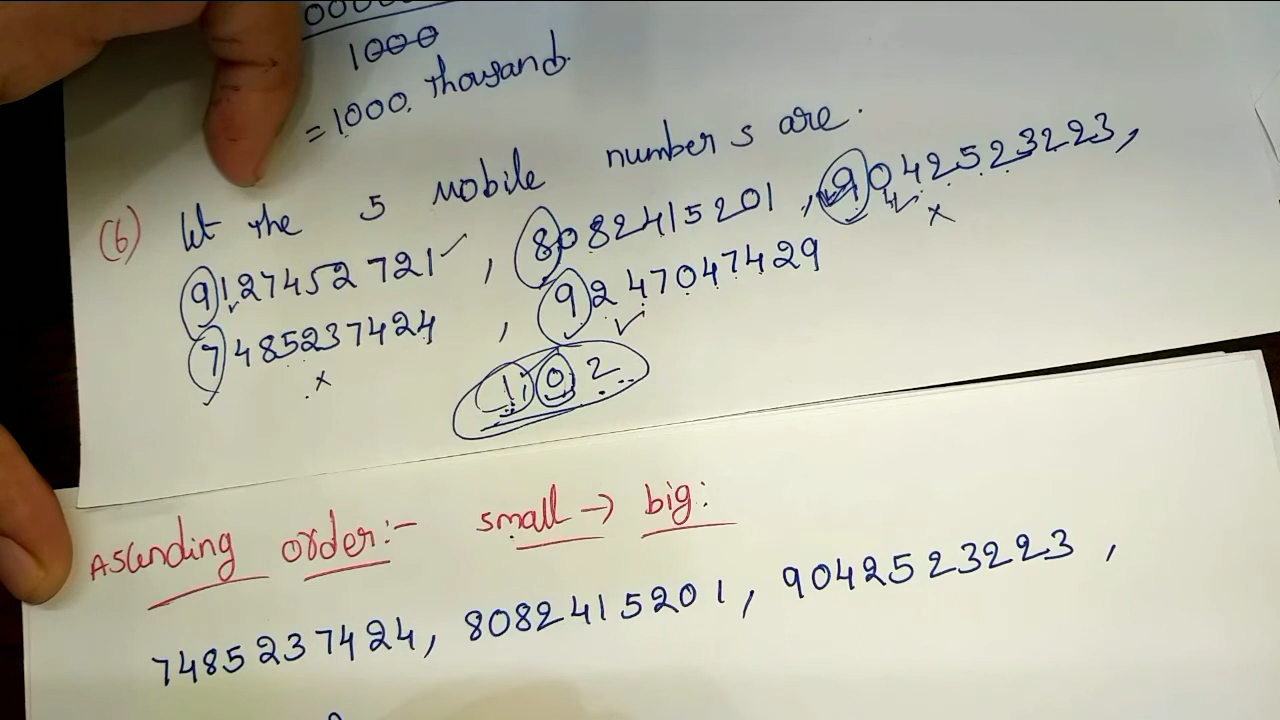 1000
= 1000. Thousand.
(6) let the 5 mobile numbers are.
9127452721 , 8082415201 , 9042523223,
7485237424 , 9247047429
1, 0 2
Ascending order:- small → big:
7485237424, 8082415201, 9042523223 ,